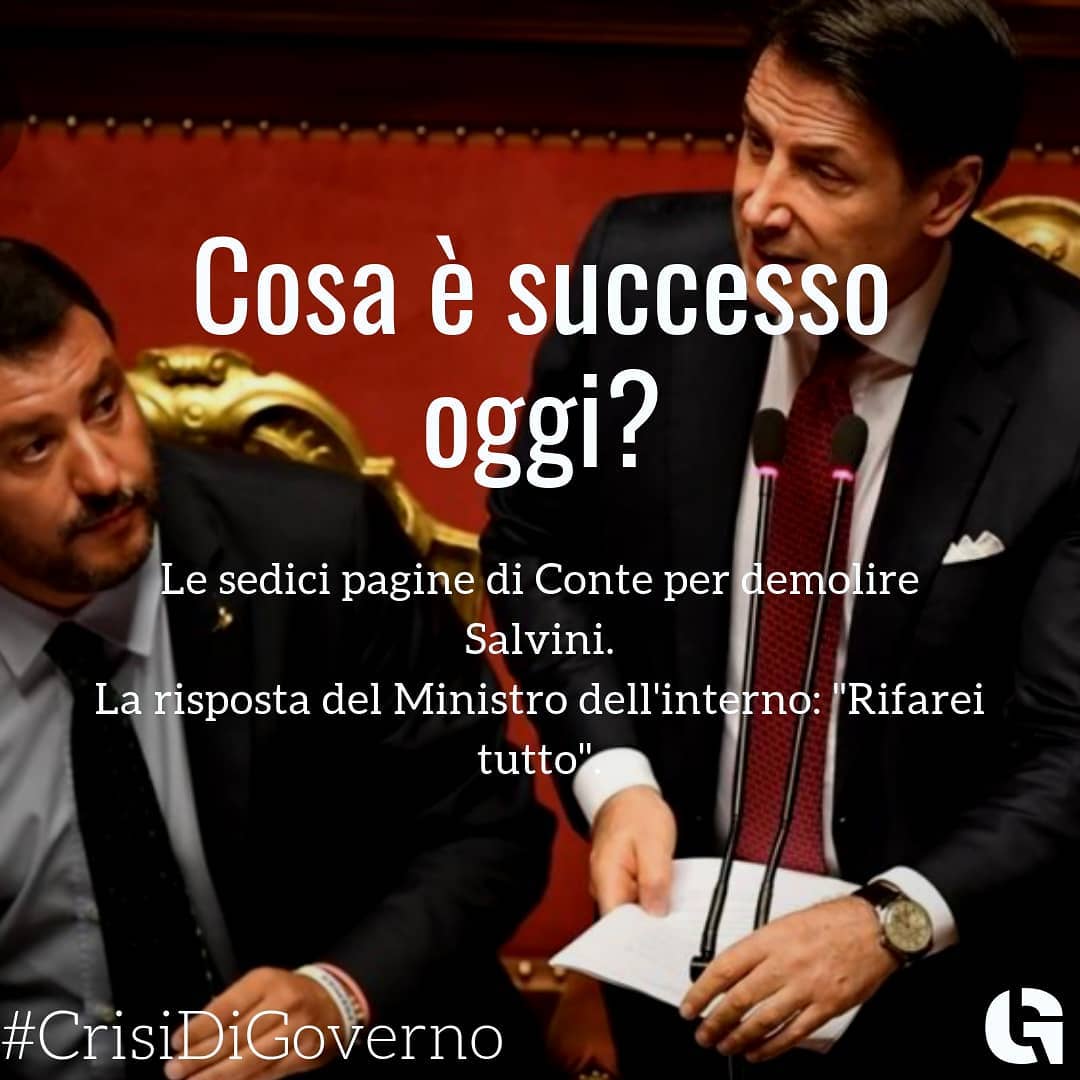 Cosa è successo
oggi?
Le sedici pagine di Conte per demolire
Salvini.
La risposta del Ministro dell'interno: "Rifarei
tutto".
#CrisiDiGoverno